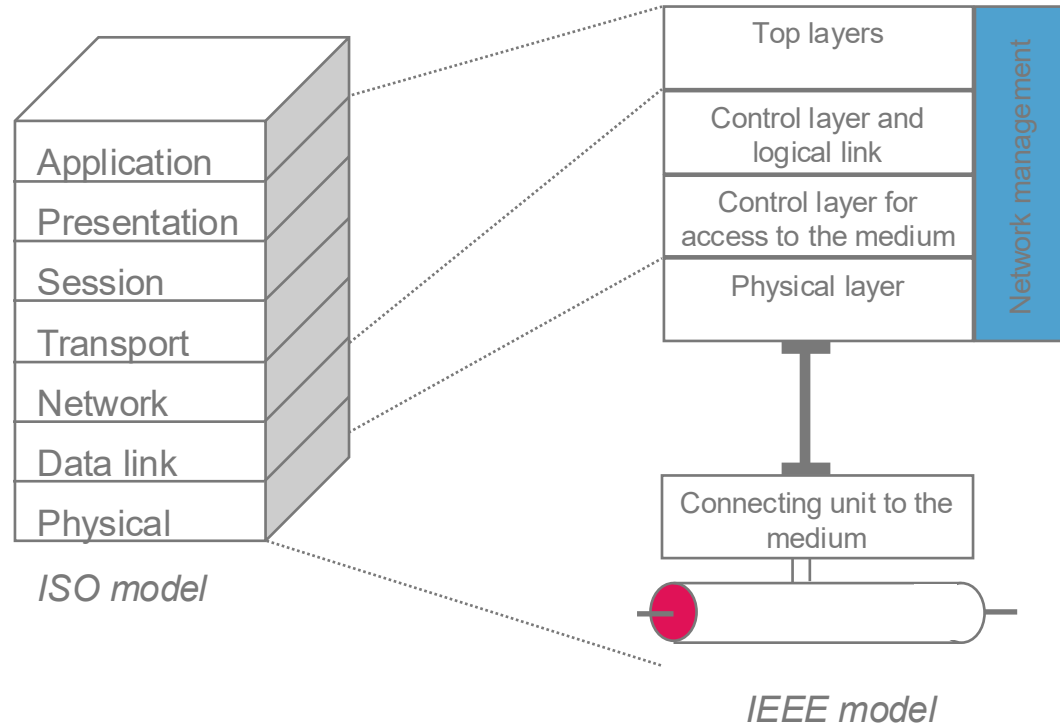 Application
Presentation
Session
Transport
Network
Data link
Physical
ISO model
Top layers
Control layer and
logical link
Control layer for
access to the medium
Physical layer
Network management
Connecting unit to the
medium
IEEE model